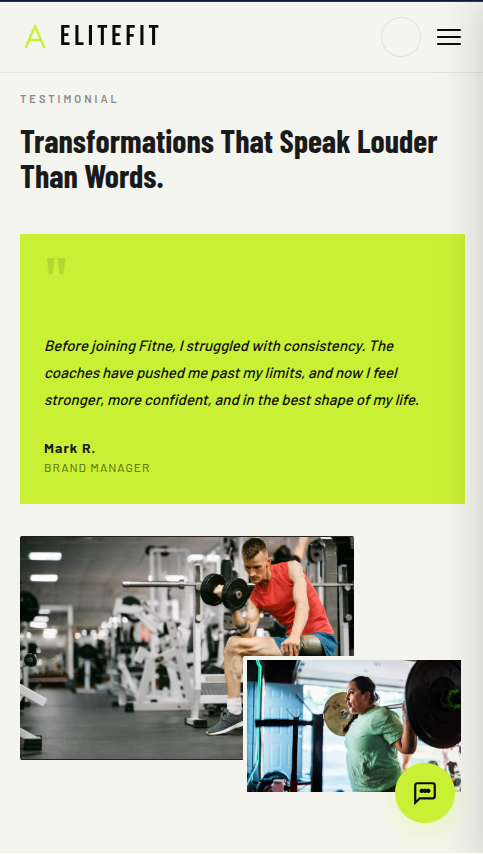 ELITEFIT
TESTIMONIAL
Transformations That Speak Louder
Than Words.
"
Before joining Fitne, I struggled with consistency. The
coaches have pushed me past my limits, and now I feel
stronger, more confident, and in the best shape of my life.
Mark R.
BRAND MANAGER